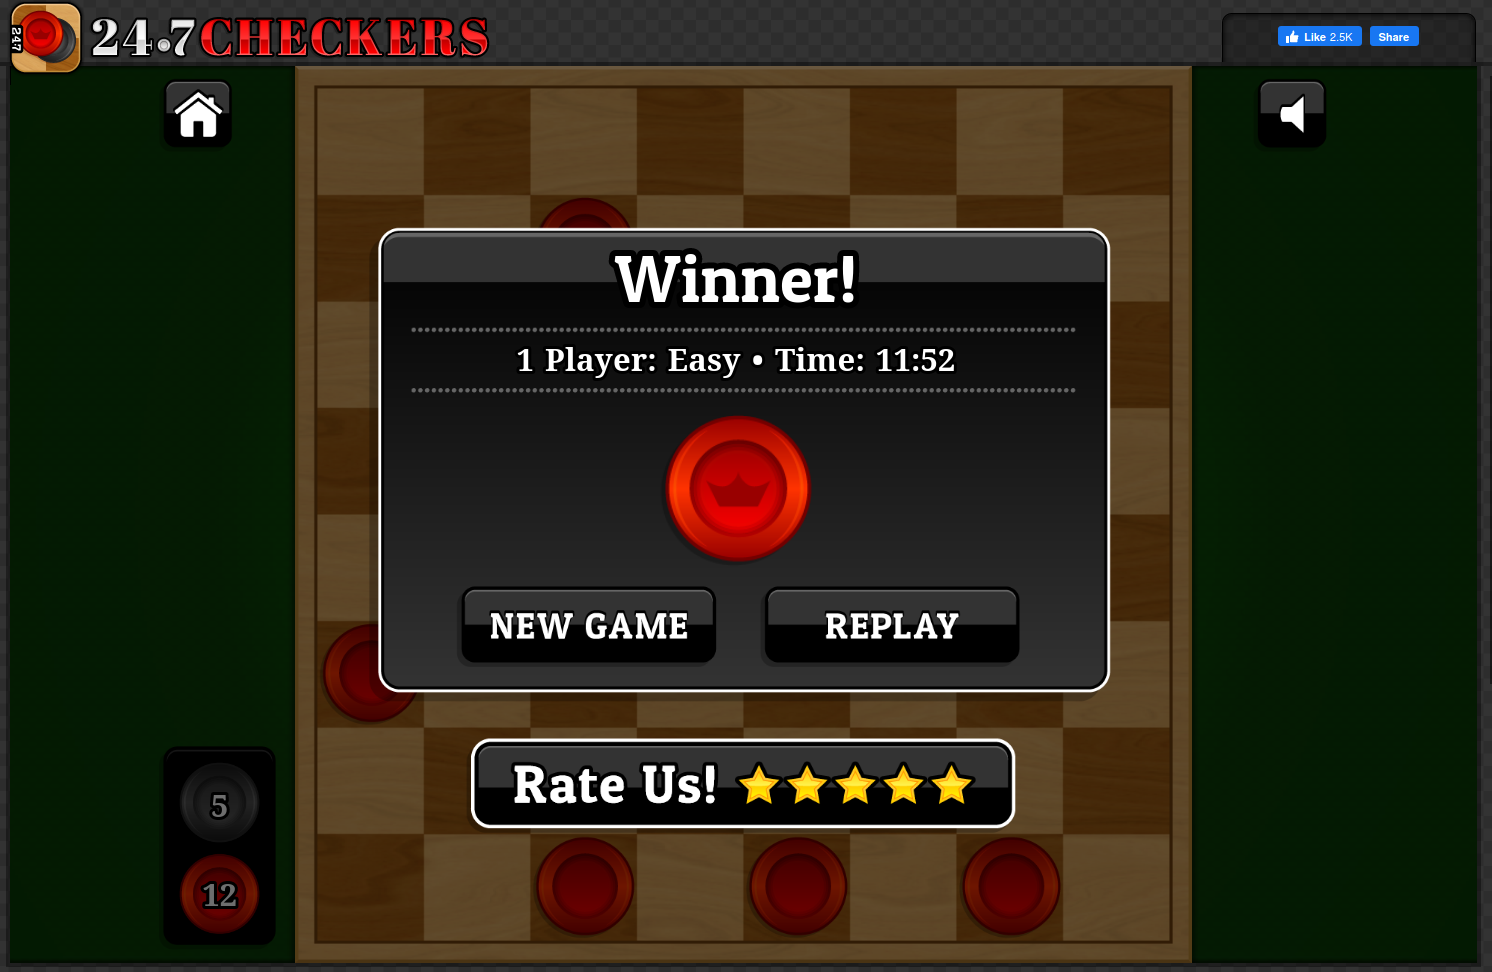 247
24·7CHECKERS
Like 2.5K
Share
Winner!
1 Player: Easy • Time: 11:52
NEW GAME
REPLAY
Rate Us!
5
12